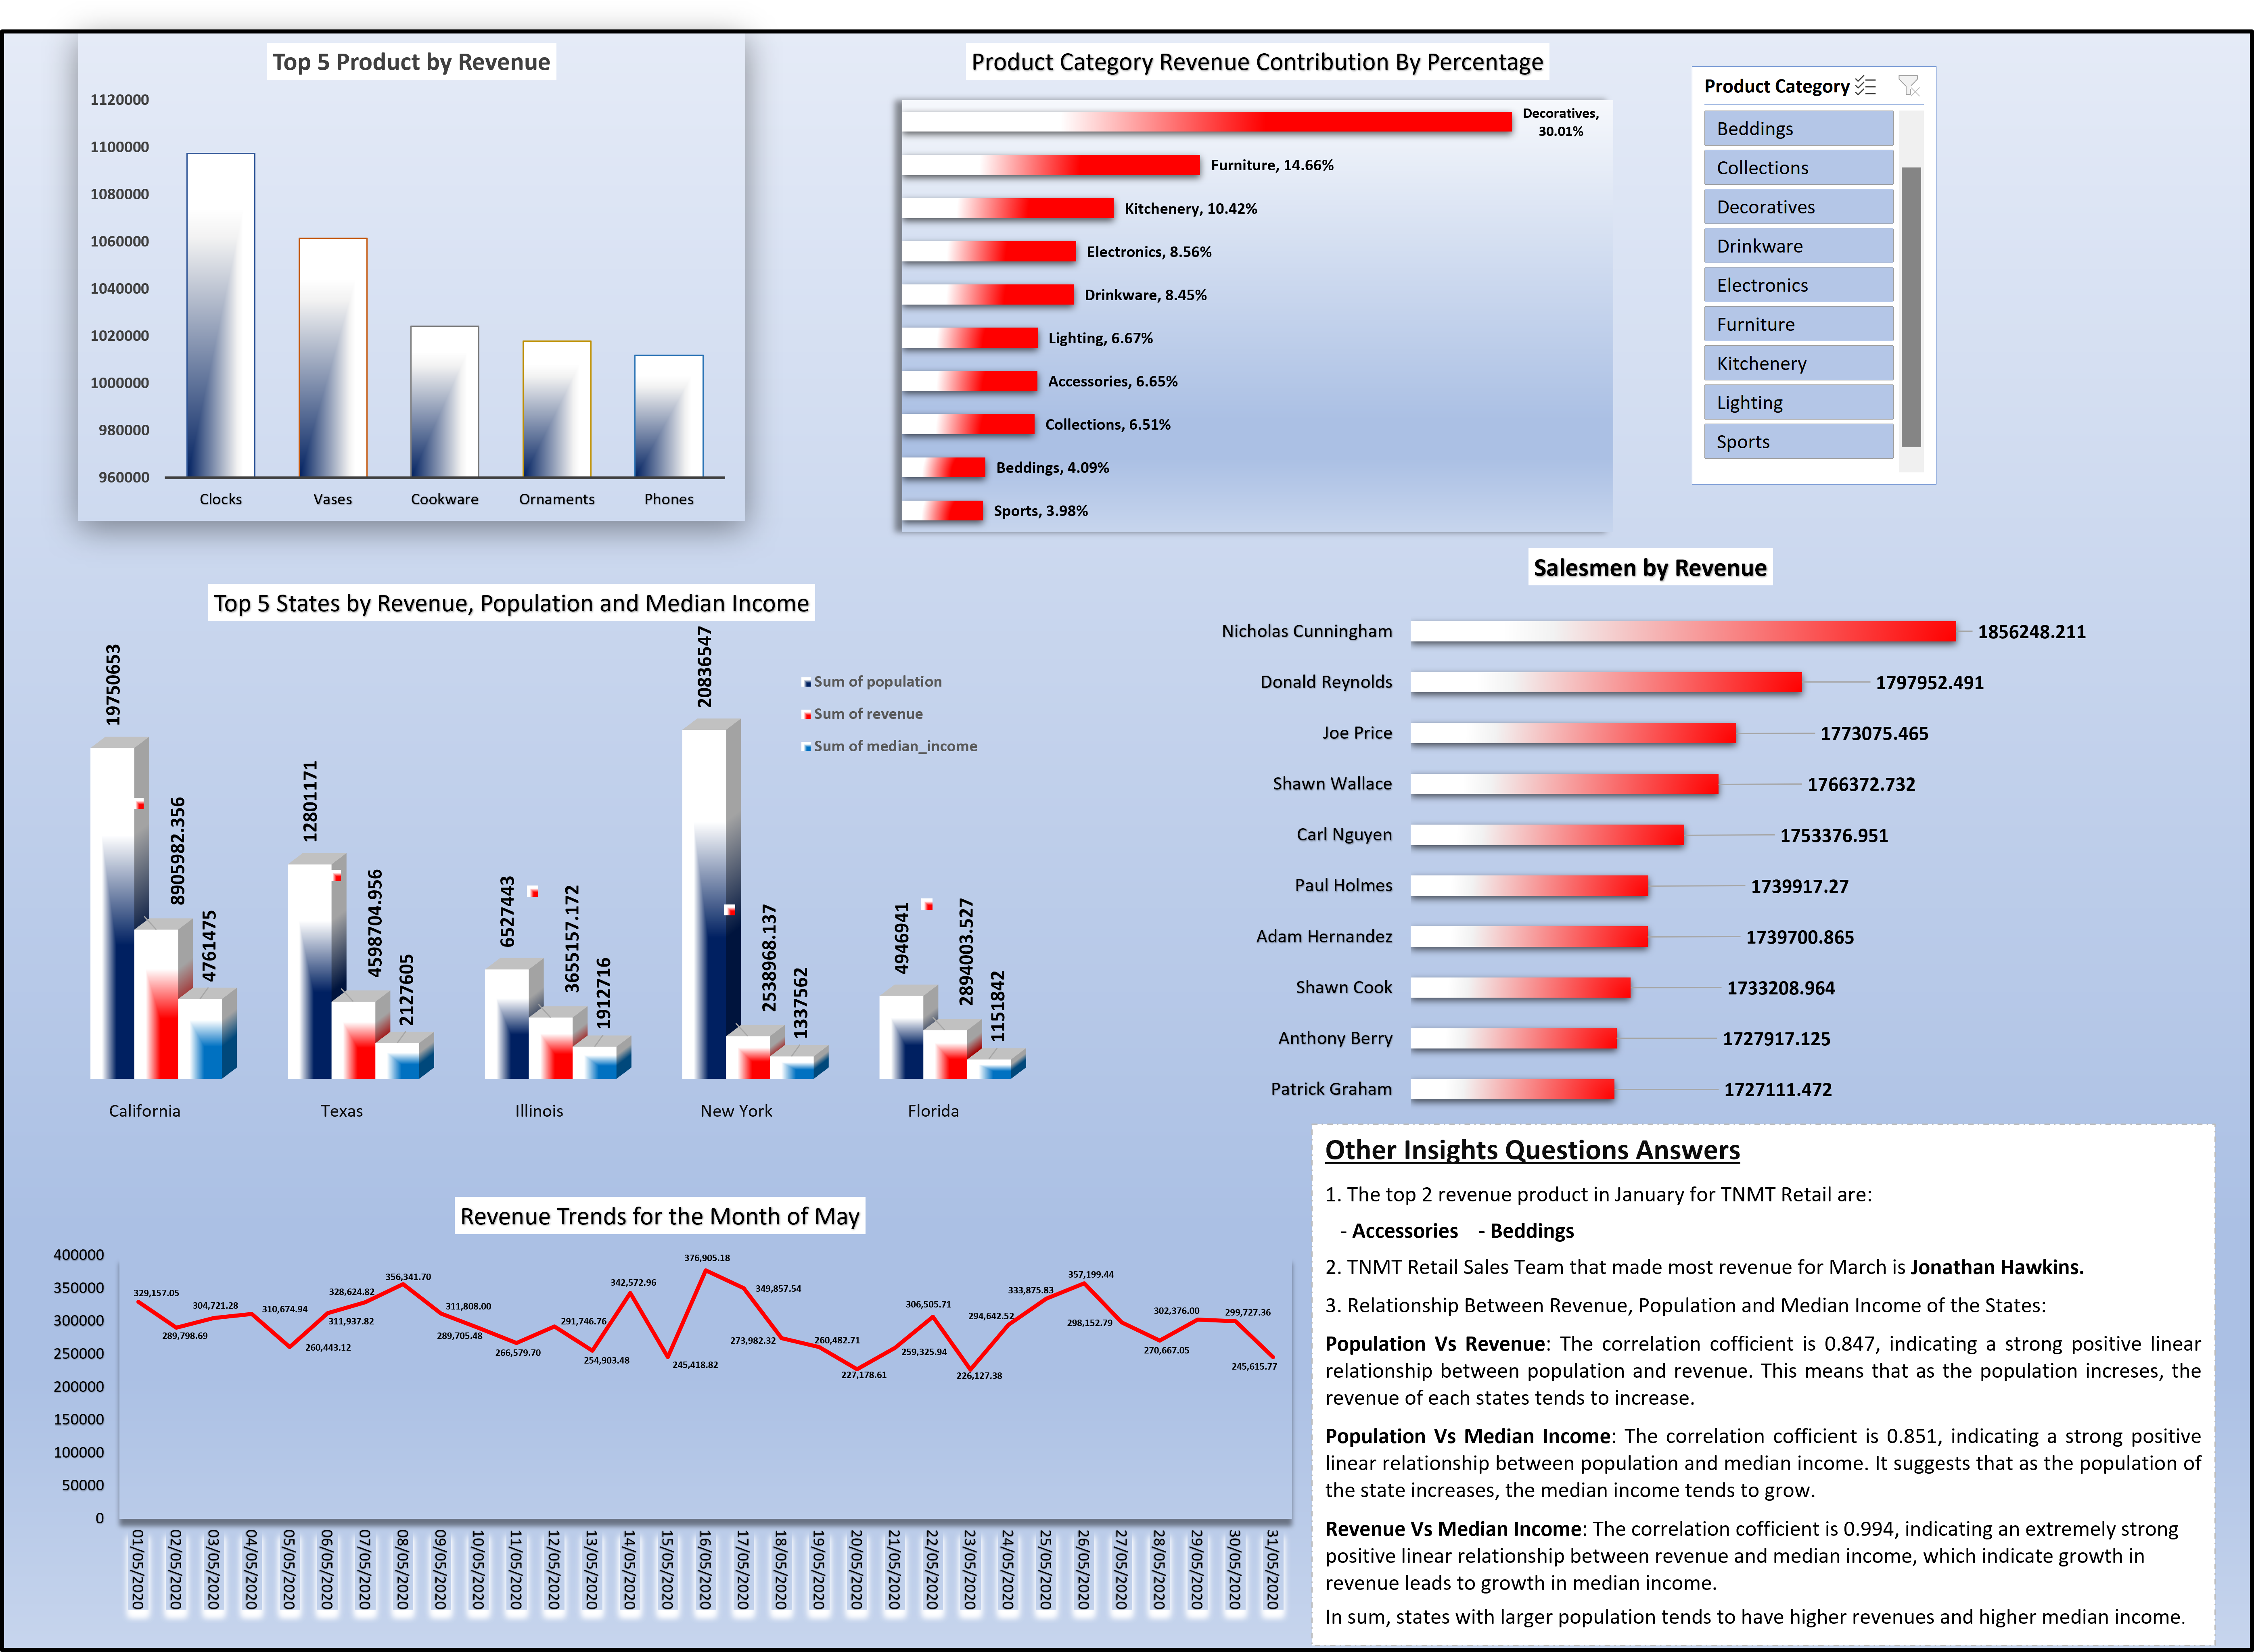 Top 5 Product by Revenue
1120000
1100000
1080000
1060000
1040000
1020000
1000000
980000
960000
Clocks
Vases
Cookware
Ornaments
Phones
Product Category Revenue Contribution By Percentage
Decoratives,
30.01%
Furniture, 14.66%
Kitchenery, 10.42%
Electronics, 8.56%
Drinkware, 8.45%
Lighting, 6.67%
Accessories, 6.65%
Collections, 6.51%
Beddings, 4.09%
Sports, 3.98%
Product Category
Beddings
Collections
Decoratives
Drinkware
Electronics
Furniture
Kitchenery
Lighting
Sports
Top 5 States by Revenue, Population and Median Income
19750653
8905982.356
4761475
12801171
4598704.956
2127605
6527443
3655157.172
1912716
20836547
2538968.137
1337562
4946941
2894003.527
1151842
Sum of population
Sum of revenue
Sum of median_income
California
Texas
Illinois
New York
Florida
Salesmen by Revenue
Nicholas Cunningham 1856248.211
Donald Reynolds 1797952.491
Joe Price 1773075.465
Shawn Wallace 1766372.732
Carl Nguyen 1753376.951
Paul Holmes 1739917.27
Adam Hernandez 1739700.865
Shawn Cook 1733208.964
Anthony Berry 1727917.125
Patrick Graham 1727111.472
Revenue Trends for the Month of May
400000
350000
300000
250000
200000
150000
100000
50000
0
329,157.05
289,798.69
304,721.28
310,674.94
260,443.12
311,937.82
328,624.82
356,341.70
311,808.00
289,705.48
266,579.70
291,746.76
254,903.48
342,572.96
245,418.82
376,905.18
349,857.54
273,982.32
260,482.71
227,178.61
259,325.94
306,505.71
226,127.38
294,642.52
333,875.83
357,199.44
298,152.79
270,667.05
302,376.00
299,727.36
245,615.77
01/05/2020
02/05/2020
03/05/2020
04/05/2020
05/05/2020
06/05/2020
07/05/2020
08/05/2020
09/05/2020
10/05/2020
11/05/2020
12/05/2020
13/05/2020
14/05/2020
15/05/2020
16/05/2020
17/05/2020
18/05/2020
19/05/2020
20/05/2020
21/05/2020
22/05/2020
23/05/2020
24/05/2020
25/05/2020
26/05/2020
27/05/2020
28/05/2020
29/05/2020
30/05/2020
31/05/2020
Other Insights Questions Answers
1. The top 2 revenue product in January for TNMT Retail are:
- Accessories - Beddings
2. TNMT Retail Sales Team that made most revenue for March is Jonathan Hawkins.
3. Relationship Between Revenue, Population and Median Income of the States:
Population Vs Revenue: The correlation cofficient is 0.847, indicating a strong positive linear
relationship between population and revenue. This means that as the population increses, the
revenue of each states tends to increase.
Population Vs Median Income: The correlation cofficient is 0.851, indicating a strong positive
linear relationship between population and median income. It suggests that as the population of
the state increases, the median income tends to grow.
Revenue Vs Median Income: The correlation cofficient is 0.994, indicating an extremely strong
positive linear relationship between revenue and median income, which indicate growth in
revenue leads to growth in median income.
In sum, states with larger population tends to have higher revenues and higher median income.